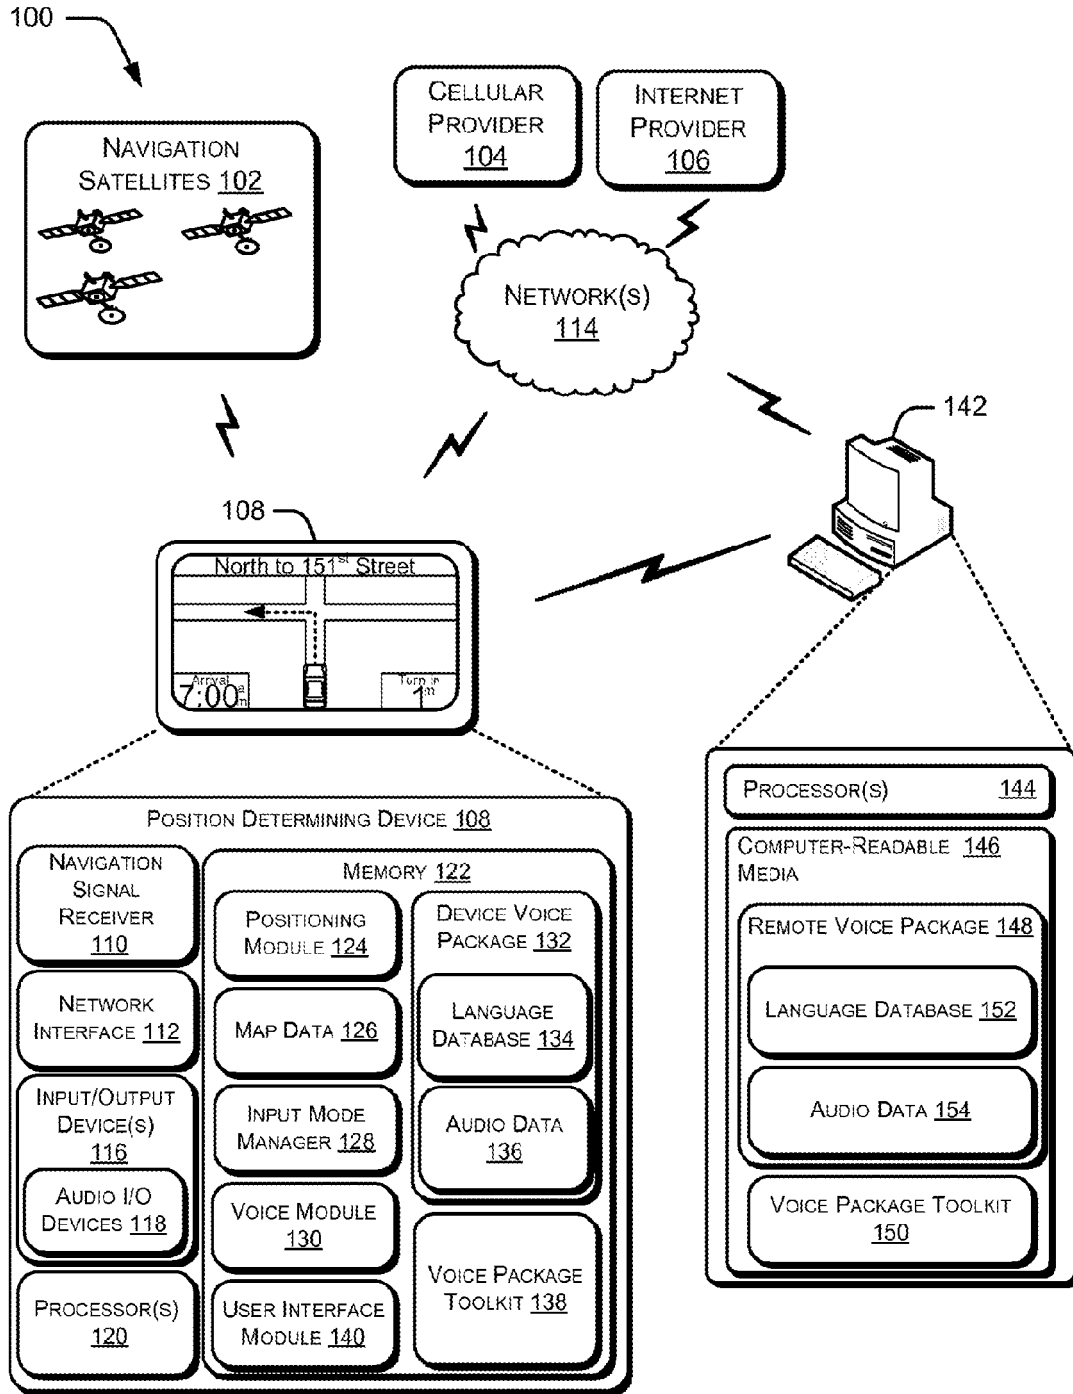 100
NAVIGATION
SATELLITES 102
CELLULAR
PROVIDER
104
INTERNET
PROVIDER
106
NETWORK(S)
114
142
108
North to 151st Street
Arrival
7:00am
Turn in
1m
POSITION DETERMINING DEVICE 108
NAVIGATION
SIGNAL
RECEIVER
110
NETWORK
INTERFACE 112
INPUT/OUTPUT
DEVICE(S)
116
AUDIO I/O
DEVICES 118
PROCESSOR(S)
120
MEMORY 122
POSITIONING
MODULE 124
MAP DATA 126
INPUT MODE
MANAGER 128
VOICE MODULE
130
USER INTERFACE
MODULE 140
DEVICE VOICE
PACKAGE 132
LANGUAGE
DATABASE 134
AUDIO DATA
136
VOICE PACKAGE
TOOLKIT 138
PROCESSOR(S) 144
COMPUTER-READABLE 146
MEDIA
REMOTE VOICE PACKAGE 148
LANGUAGE DATABASE 152
AUDIO DATA 154
VOICE PACKAGE TOOLKIT
150